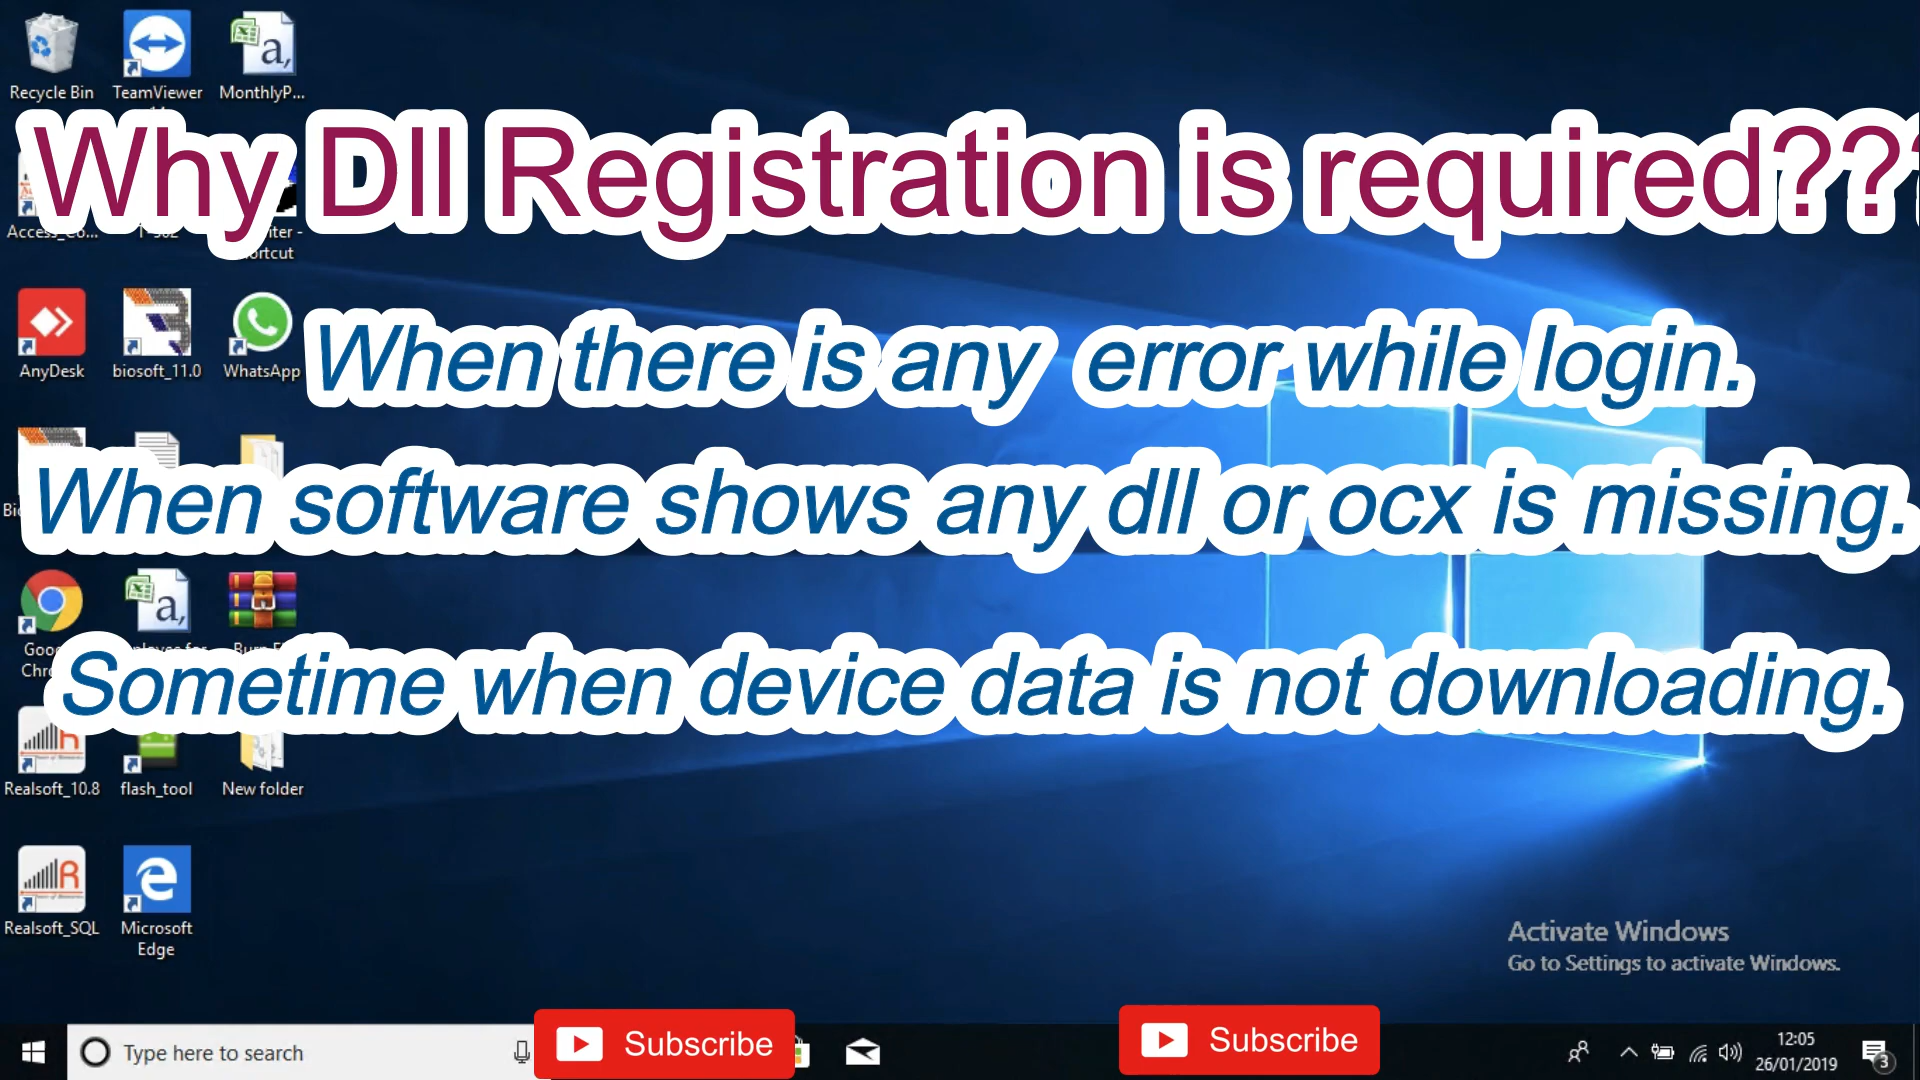 Recycle Bin
TeamViewer
MonthlyP...
Why Dll Registration is required???
Access_Co...
AnyDesk
biosoft_11.0
WhatsApp
When there is any error while login.
When software shows any dll or ocx is missing.
Sometime when device data is not downloading.
Realsoft_10.8
flash_tool
New folder
Realsoft_SQL
Microsoft
Edge
Activate Windows
Go to Settings to activate Windows.
Type here to search
Subscribe
Subscribe
12:05
26/01/2019
3